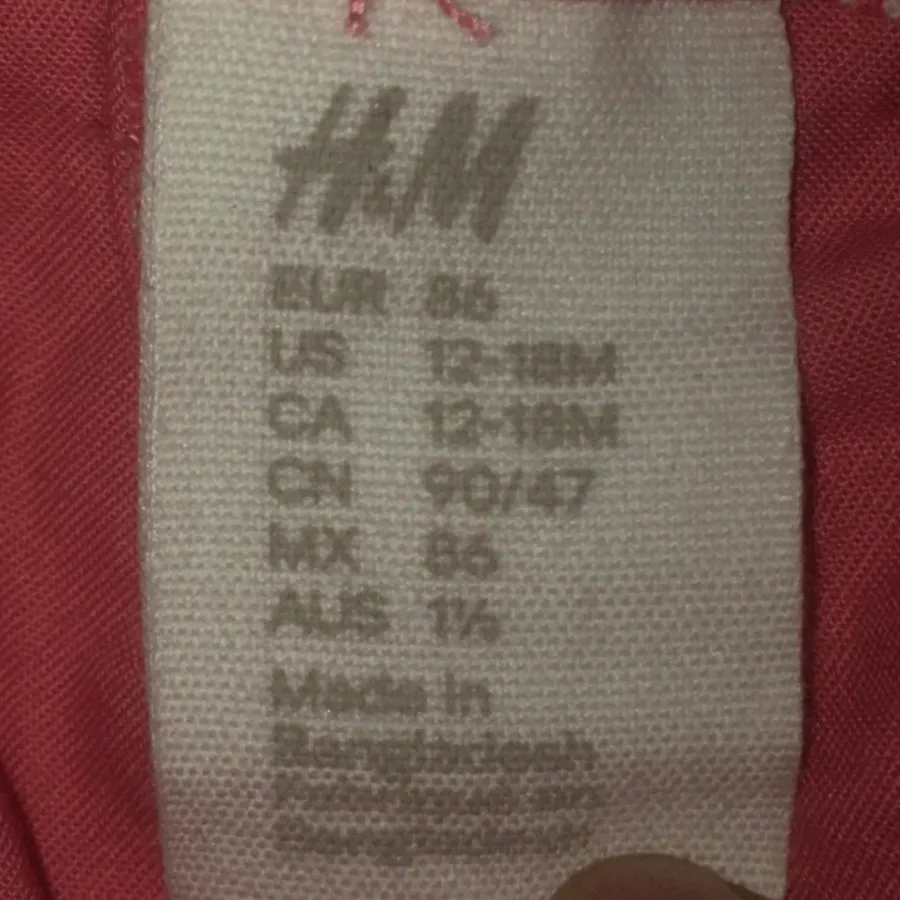 H&M
EUR 86
US 12-18M
CA 12-18M
CN 90/47
MX 86
AUS 1½
Made in
Bangladesh